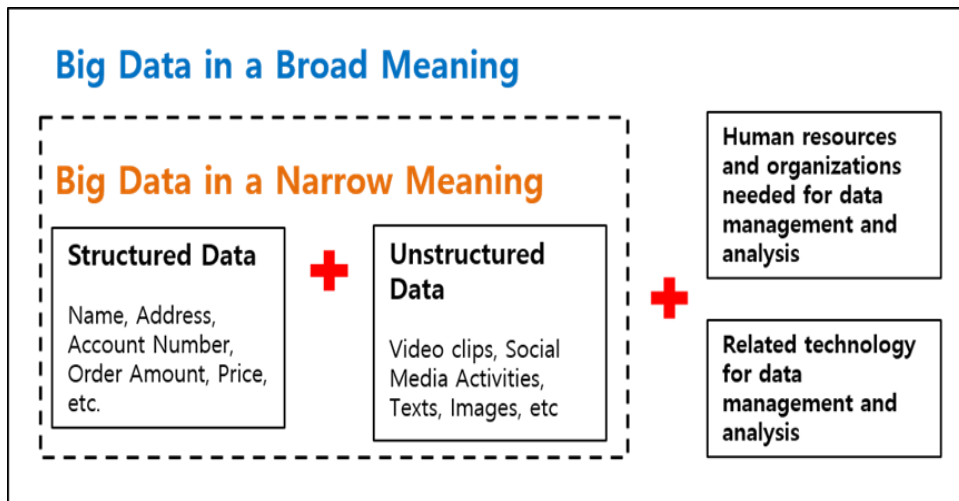 Big Data in a Broad Meaning
Big Data in a Narrow Meaning
Structured Data
Name, Address,
Account Number,
Order Amount, Price,
etc.
Unstructured
Data
Video clips, Social
Media Activities,
Texts, Images, etc
Human resources
and organizations
needed for data
management and
analysis
Related technology
for data
management and
analysis